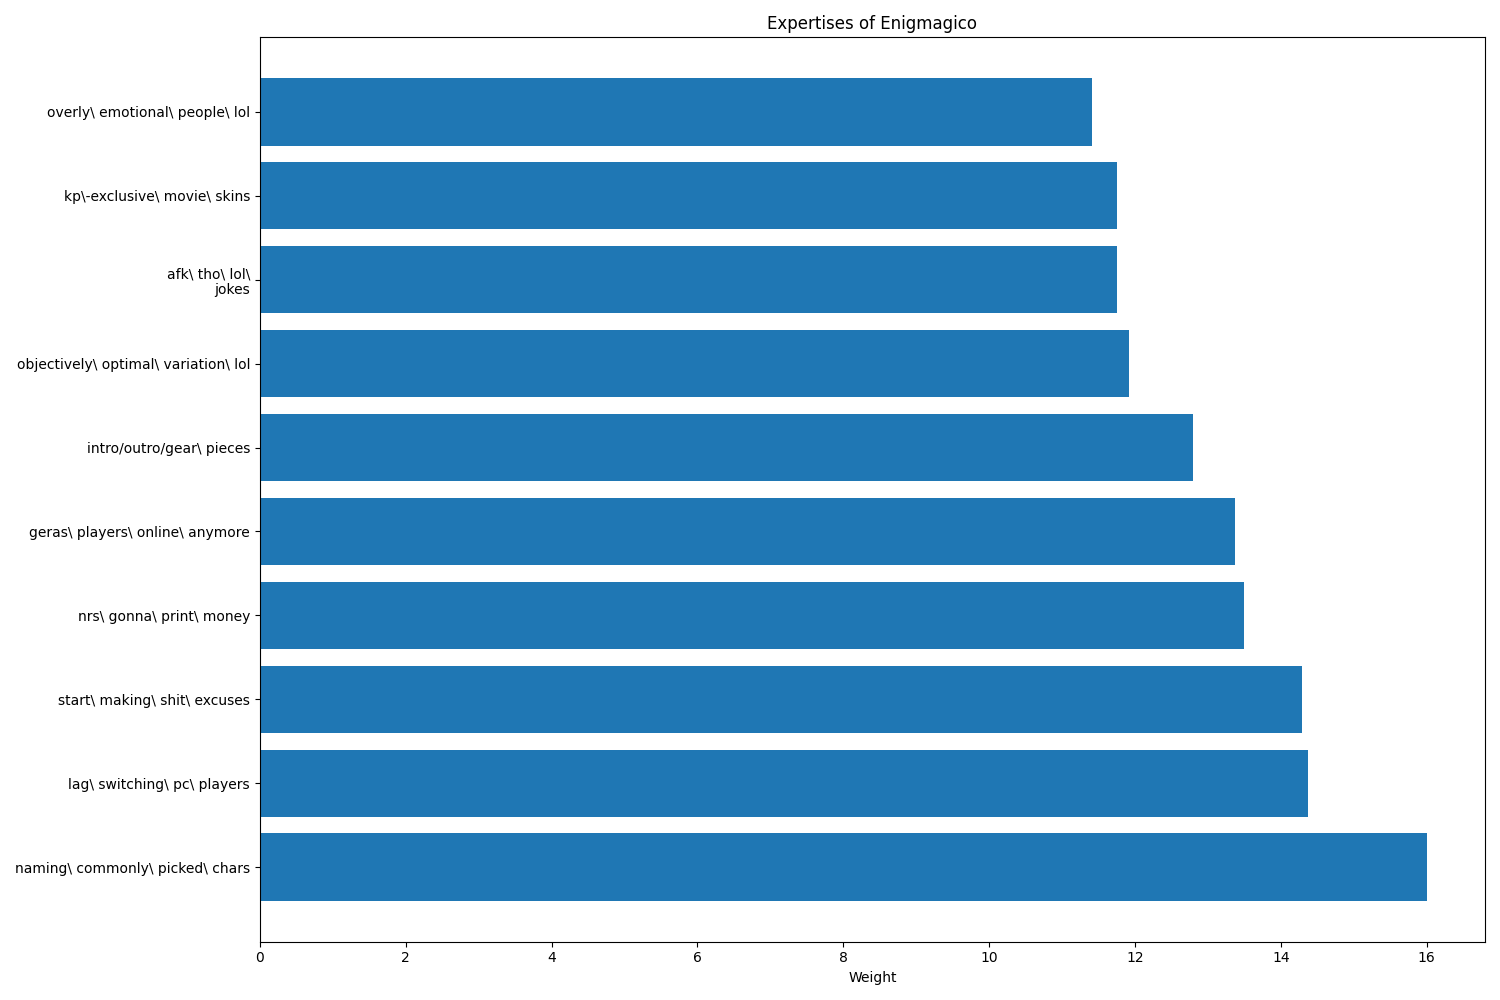 Expertises of Enigmagico
overly\ emotional\ people\ lol
kp\-exclusive\ movie\ skins
afk\ tho\ lol\
jokes
objectively\ optimal\ variation\ lol
intro/outro/gear\ pieces
geras\ players\ online\ anymore
nrs\ gonna\ print\ money
start\ making\ shit\ excuses
lag\ switching\ pc\ players
naming\ commonly\ picked\ chars
0 2 4 6 8 10 12 14 16
Weight